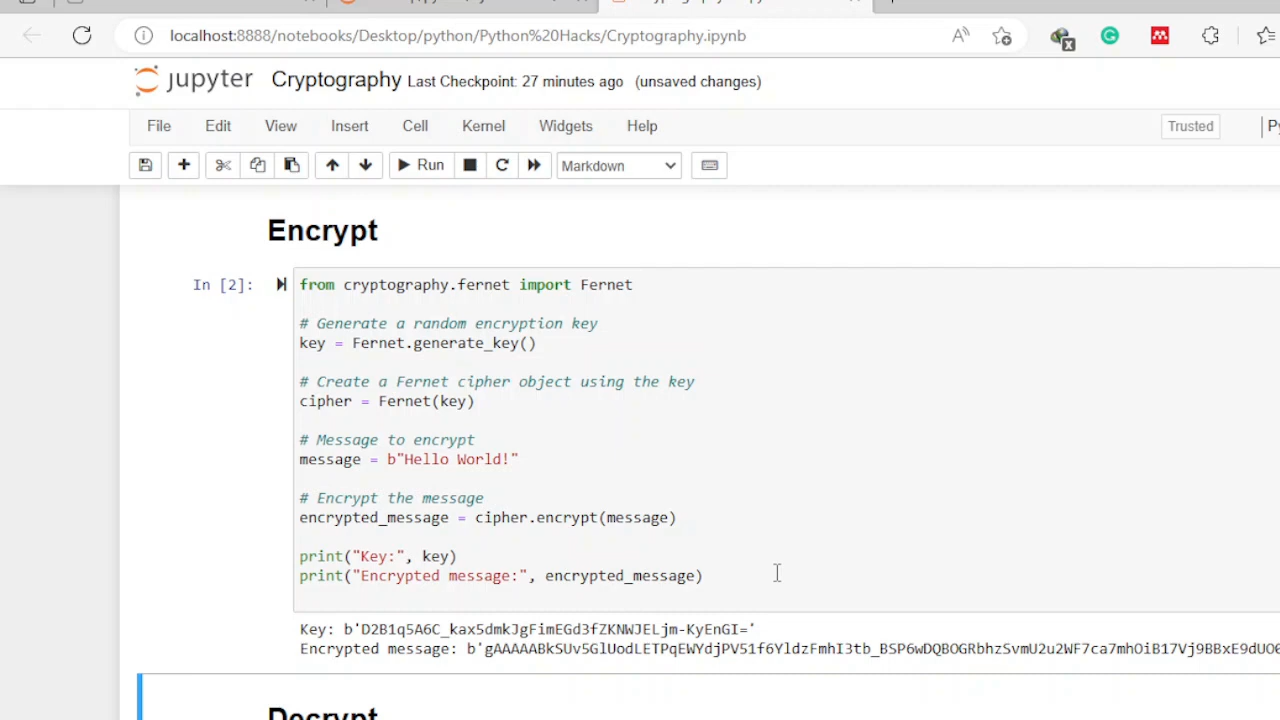 localhost:8888/notebooks/Desktop/python/Python%20Hacks/Cryptography.ipynb
jupyter Cryptography Last Checkpoint: 27 minutes ago (unsaved changes)
File Edit View Insert Cell Kernel Widgets Help Trusted
Run Markdown
Encrypt
In [2]: from cryptography.fernet import Fernet
# Generate a random encryption key
key = Fernet.generate_key()
# Create a Fernet cipher object using the key
cipher = Fernet(key)
# Message to encrypt
message = b"Hello World!"
# Encrypt the message
encrypted_message = cipher.encrypt(message)
print("Key:", key)
print("Encrypted message:", encrypted_message)
Key: b'D2B1q5A6C_kax5dmkJgFimEGd3fZKNWJELjm-KyEnGI='
Encrypted message: b'gAAAAABkSUv5GlUodLETPqEWYdjPV51f6YldzFmhI3tb_BSP6wDQBOGRbhzSvmU2u2WF7ca7mhOiB17Vj9BBxE9dUO6
Decrypt